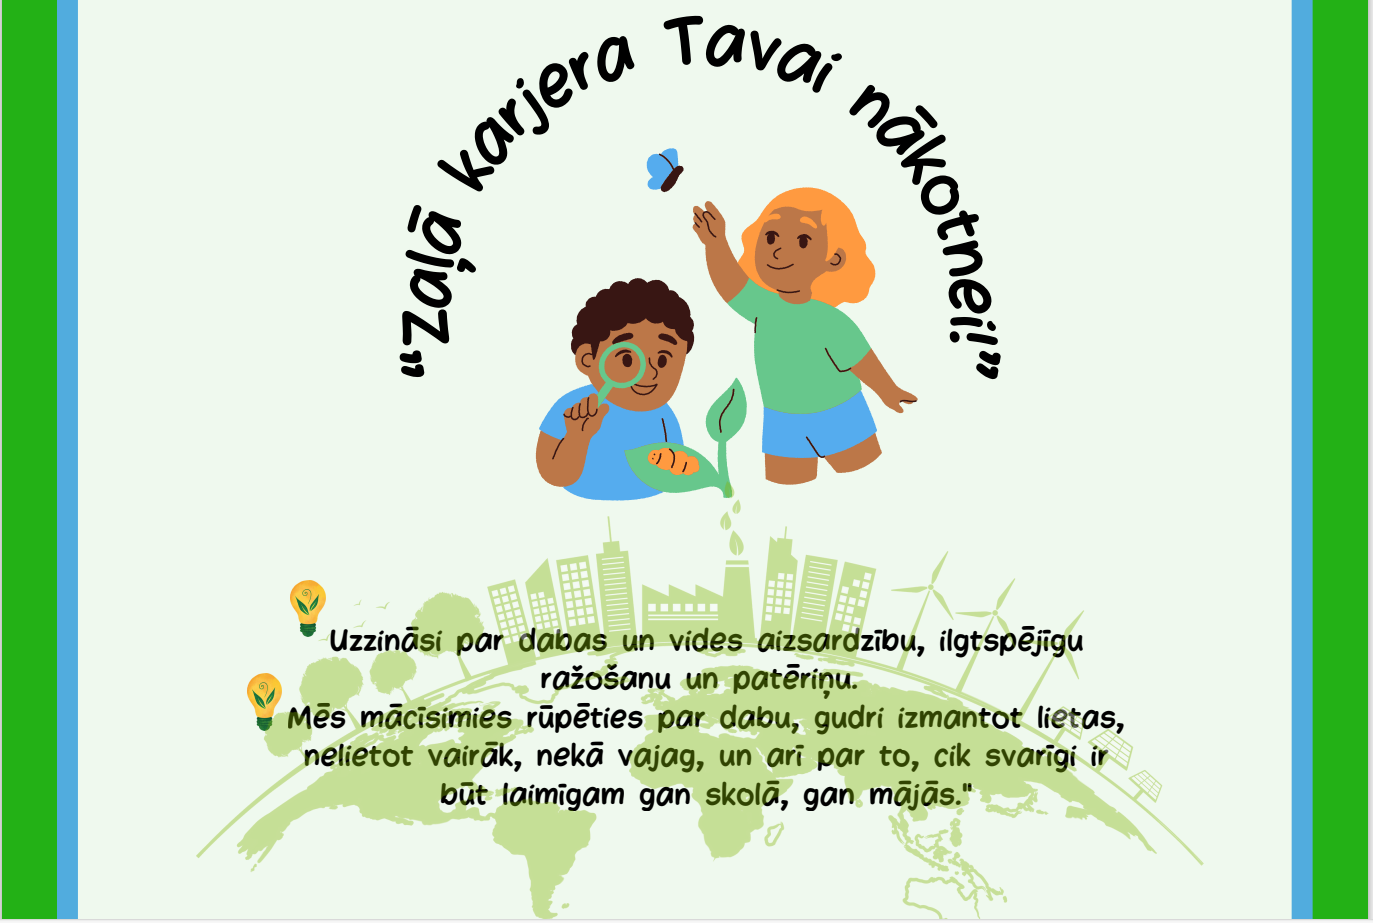 “Zaļā karjera Tavai nākotnei!”
Uzzināsi par dabas un vides aizsardzību, ilgtspējīgu
ražošanu un patēriņu.
Mēs mācīsimies rūpēties par dabu, gudri izmantot lietas,
nelietot vairāk, nekā vajag, un arī par to, cik svarīgi ir
būt laimīgam gan skolā, gan mājās."